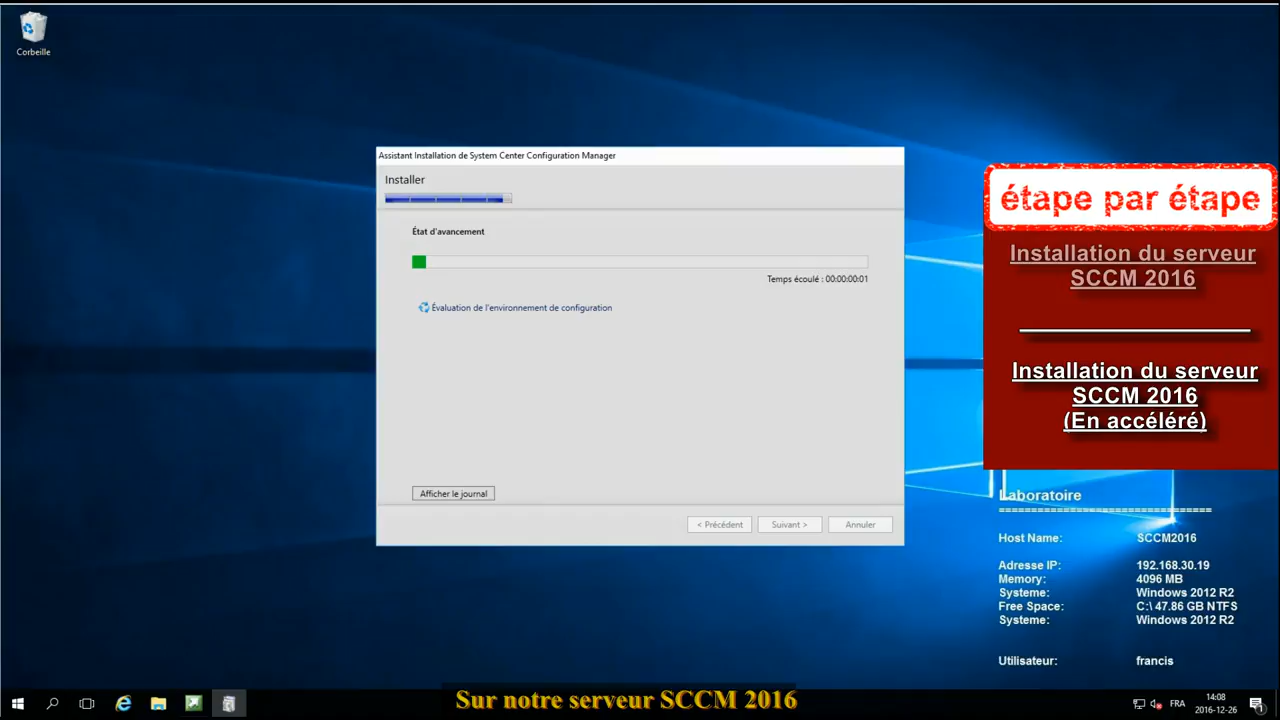 Corbeille
Assistant Installation de System Center Configuration Manager
Installer
État d'avancement
Temps écoulé : 00:00:00:01
Évaluation de l'environnement de configuration
Afficher le journal
< Précédent
Suivant >
Annuler
étape par étape
Installation du serveur
SCCM 2016
Installation du serveur
SCCM 2016
(En accéléré)
Laboratoire
==============================
Host Name: SCCM2016
Adresse IP: 192.168.30.19
Memory: 4096 MB
Systeme: Windows 2012 R2
Free Space: C:\ 47.86 GB NTFS
Systeme: Windows 2012 R2
Utilisateur: francis
Sur notre serveur SCCM 2016
FRA
14:08
2016-12-26
1